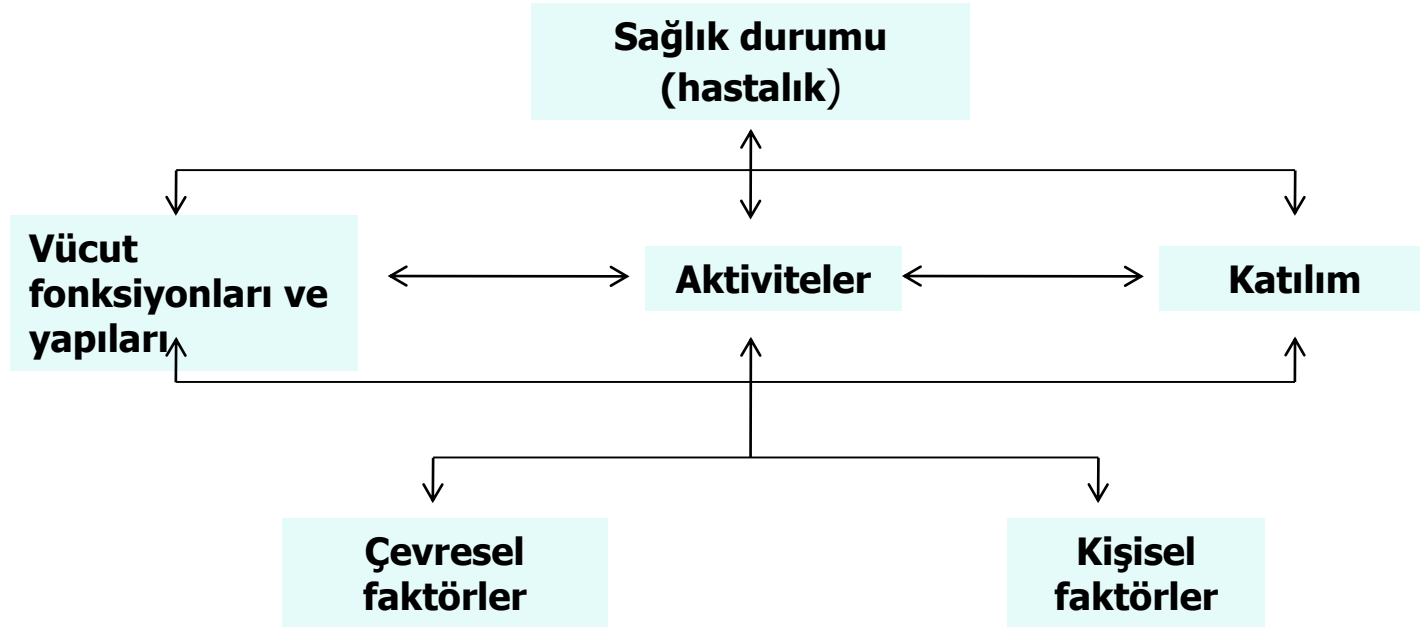 Sağlık durumu
(hastalık)
Vücut
fonksiyonları ve
yapıları
Aktiviteler
Katılım
Çevresel
faktörler
Kişisel
faktörler